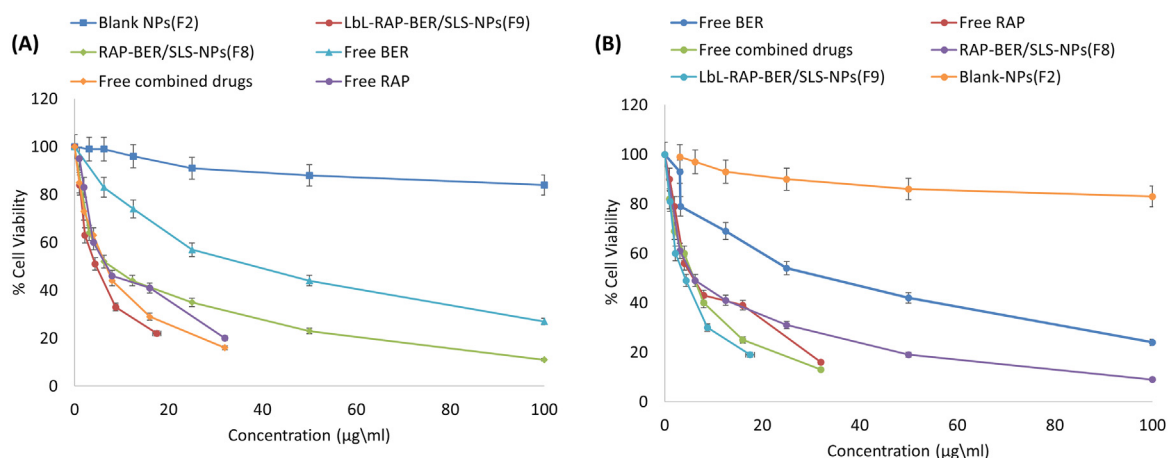 (A)
Blank NPs(F2) LbL-RAP-BER/SLS-NPs(F9)
RAP-BER/SLS-NPs(F8) Free BER
Free combined drugs Free RAP
120
100
80
60
40
20
0
% Cell Viability
0 20 40 60 80 100
Concentration (µg\ml)
(B)
Free BER Free RAP
Free combined drugs RAP-BER/SLS-NPs(F8)
LbL-RAP-BER/SLS-NPs(F9) Blank-NPs(F2)
120
100
80
60
40
20
0
% Cell Viability
0 20 40 60 80 100
Concentration (µg\ml)